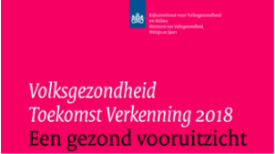 Rijksinstituut voor Volksgezondheid
en Milieu
Ministerie van Volksgezondheid,
Welzijn en Sport
Volksgezondheid
Toekomst Verkenning 2018
Een gezond vooruitzicht